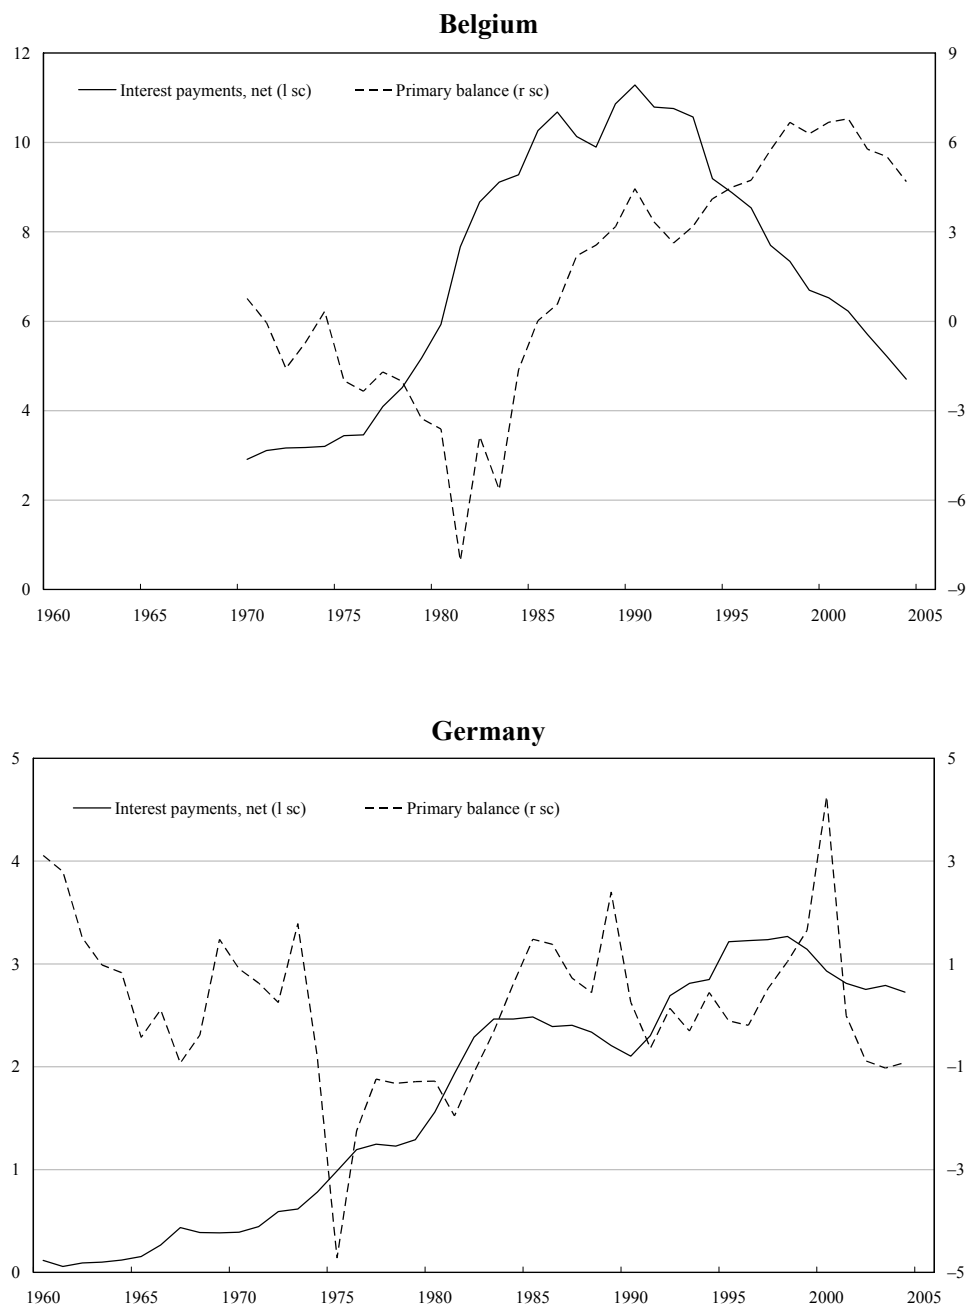 Belgium
12 9
Interest payments, net (l sc) Primary balance (r sc)
10 6
8 3
6 0
4 –3
2 –6
0 –9
1960 1965 1970 1975 1980 1985 1990 1995 2000 2005
Germany
5 5
Interest payments, net (l sc) Primary balance (r sc)
4 3
3 1
2 –1
1 –3
0 –5
1960 1965 1970 1975 1980 1985 1990 1995 2000 2005